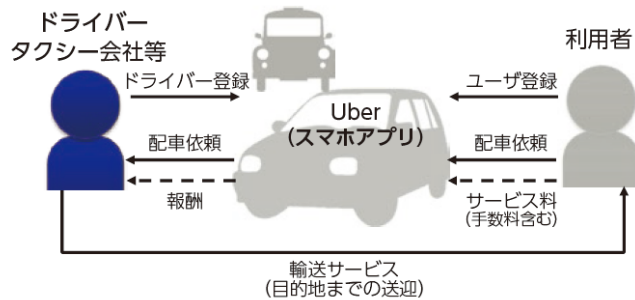 ドライバー
タクシー会社等
利用者
ドライバー登録
ユーザ登録
Uber
(スマホアプリ)
配車依頼
配車依頼
報酬
サービス料
(手数料含む)
輸送サービス
(目的地までの送迎)